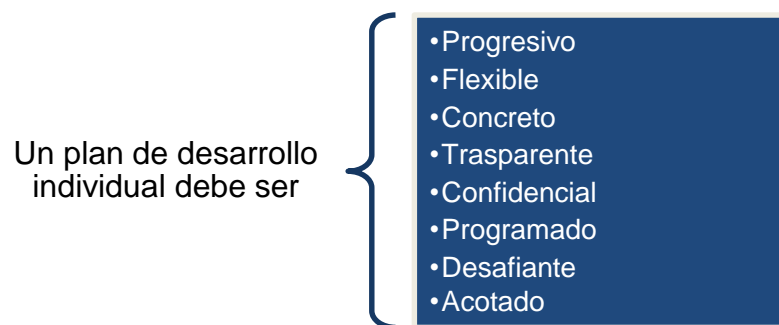 Un plan de desarrollo
individual debe ser
•Progresivo
•Flexible
•Concreto
•Trasparente
•Confidencial
•Programado
•Desafiante
•Acotado